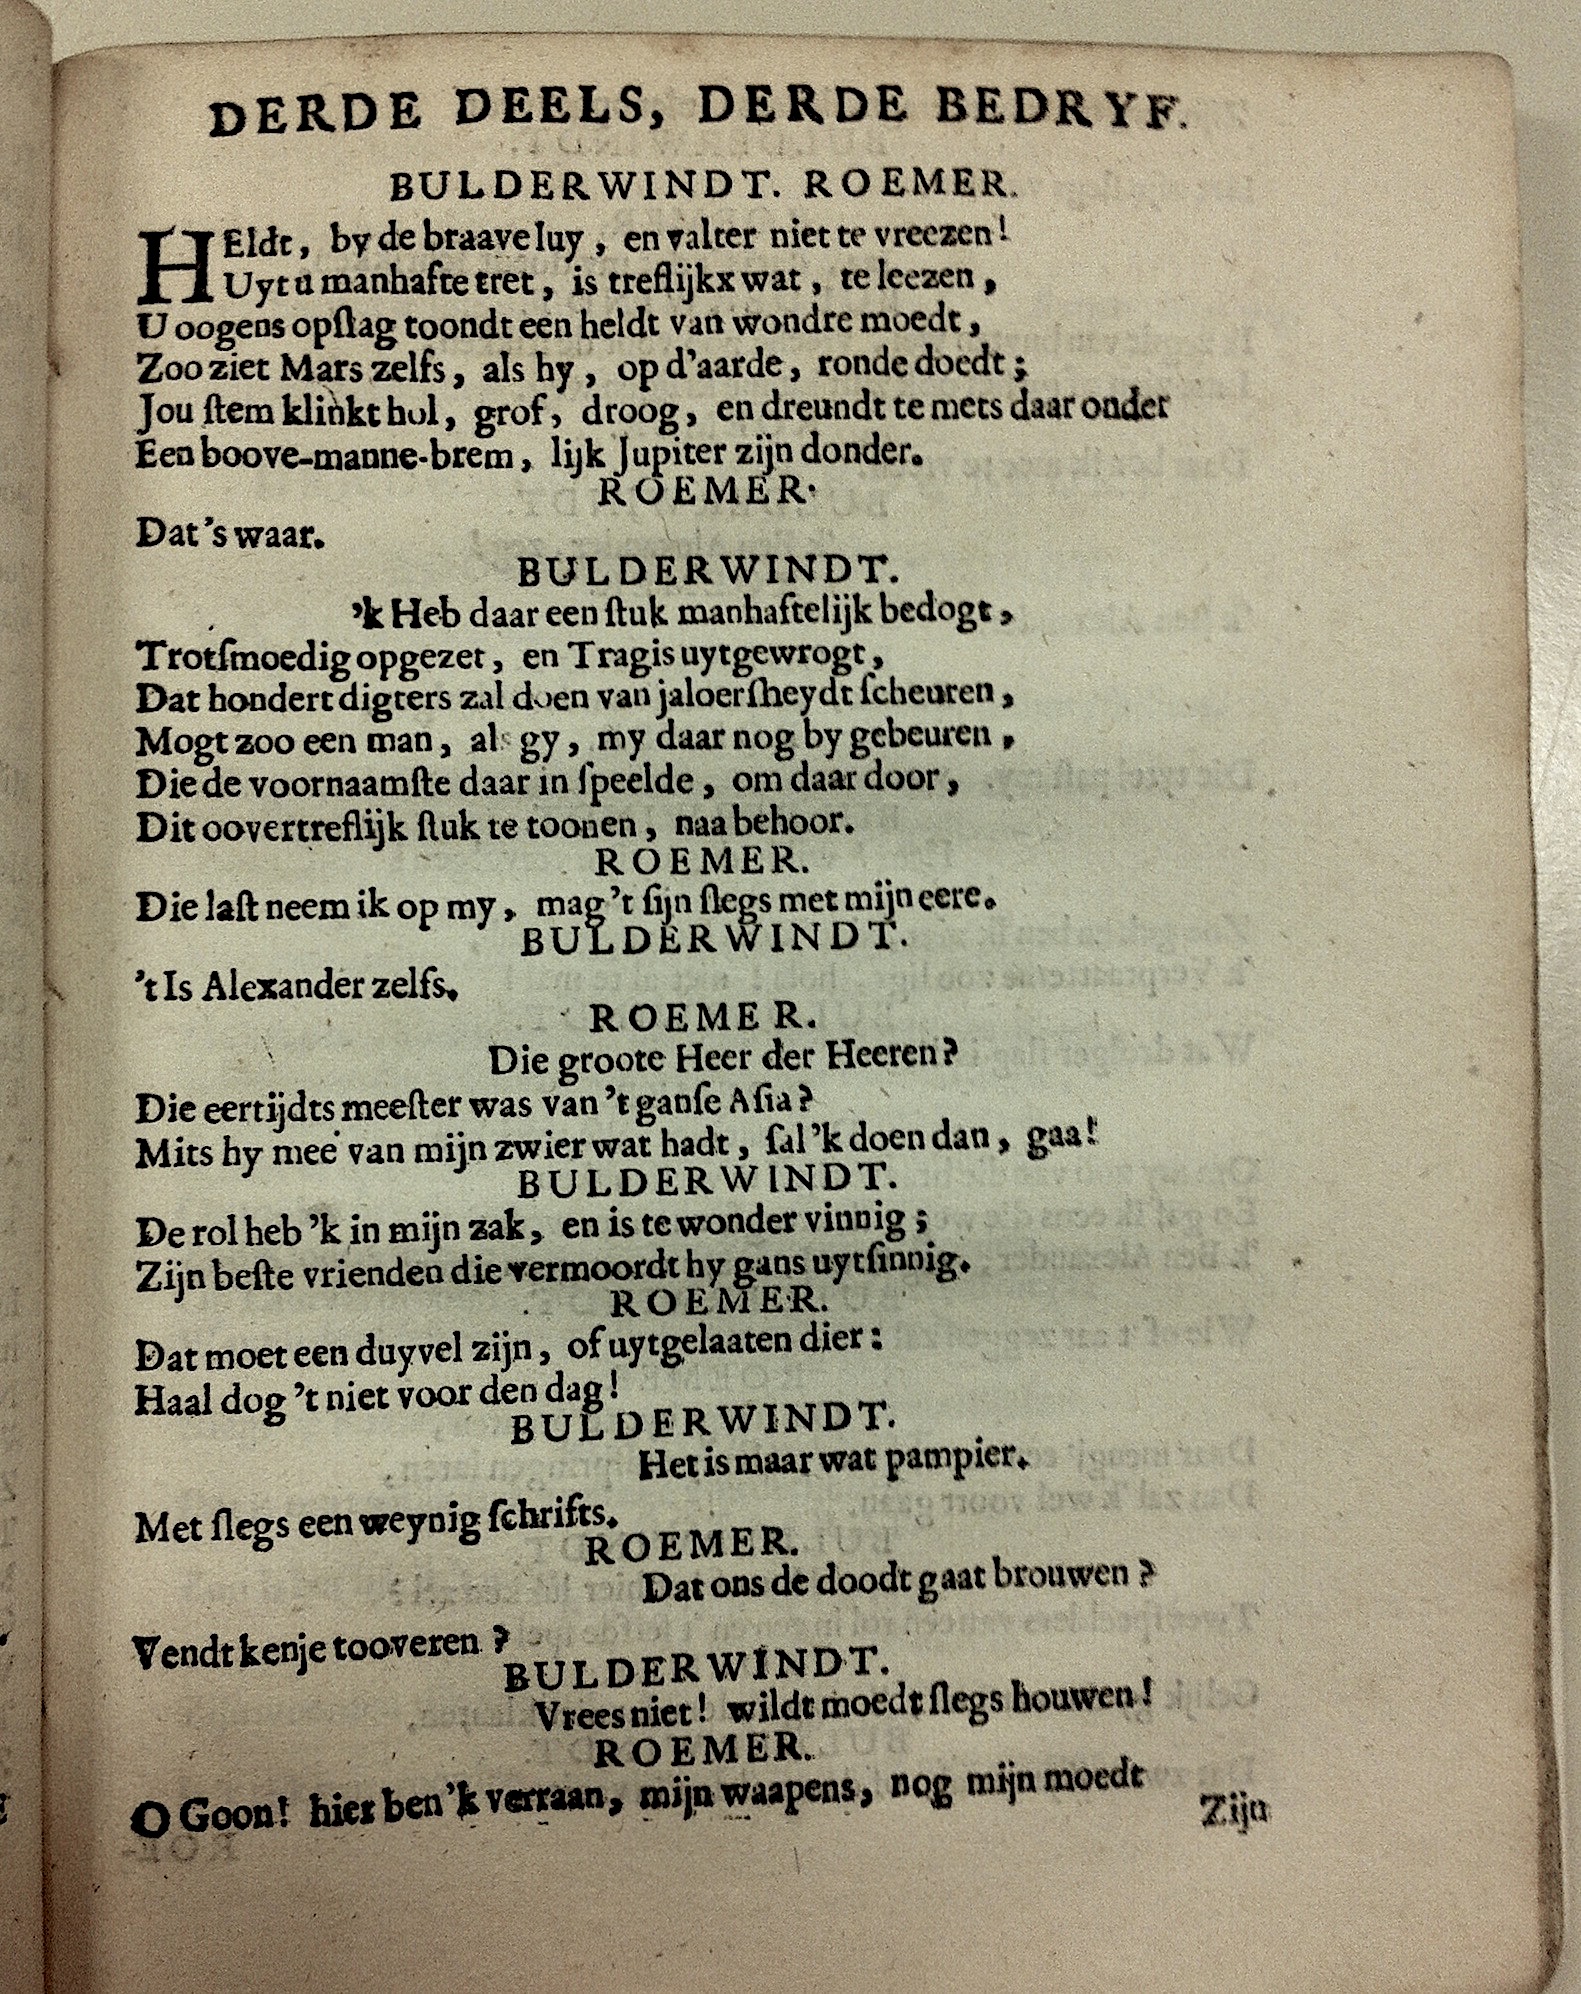 DERDE DEELS, DERDE BEDRYF.
BULDERWINDT. ROEMER.
HEldt, by de braave luy, en valter niet te vreezen!
Uyt u manhafte tret, is treflijkx wat, te leezen,
U oogens opſlag toondt een heldt van wondre moedt,
Zoo ziet Mars zelfs, als hy, op d'aarde, ronde doedt;
Jou ſtem klinkt hol, grof, droog, en dreundt te mets daar onder
Een boove-manne-brem, lijk Jupiter zijn donder.
ROEMER.
Dat 's waar.
BULDERWINDT.
'k Heb daar een ſtuk manhaftelijk bedogt,
Trotſmoedig opgezet, en Tragis uytgewrogt,
Dat hondert digters zal doen van jaloerſheydt ſcheuren,
Mogt zoo een man, als gy, my daar nog by gebeuren,
Die de voornaamſte daar in ſpeelde, om daar door,
Dit oovertreflijk ſtuk te toonen, naa behoor.
ROEMER.
Die laſt neem ik op my, mag 't ſijn ſlegs met mijn eere.
BULDERWINDT.
't Is Alexander zelfs.
ROEMER.
Die groote Heer der Heeren?
Die eertijdts meeſter was van 't ganſe Aſia?
Mits hy meé van mijn zwier wat hadt, ſal 'k doen dan, gaa!
BULDERWINDT.
De rol heb 'k in mijn zak, en is te wonder vinnig;
Zijn beſte vrienden die vermoordt hy gans uytſinnig.
ROEMER.
Dat moet een duyvel zijn, of uytgelaaten dier:
Haal dog 't niet voor den dag!
BULDERWINDT.
Het is maar wat pampier.
Met ſlegs een weynig ſchrifts.
ROEMER.
Dat ons de doodt gaat brouwen?
Vendt kenje tooveren?
BULDERWINDT.
Vrees niet! wildt moedt ſlegs houwen!
ROEMER.
O Goon! hier ben 'k verraan, mijn waapens, nog mijn moedt
Zijn